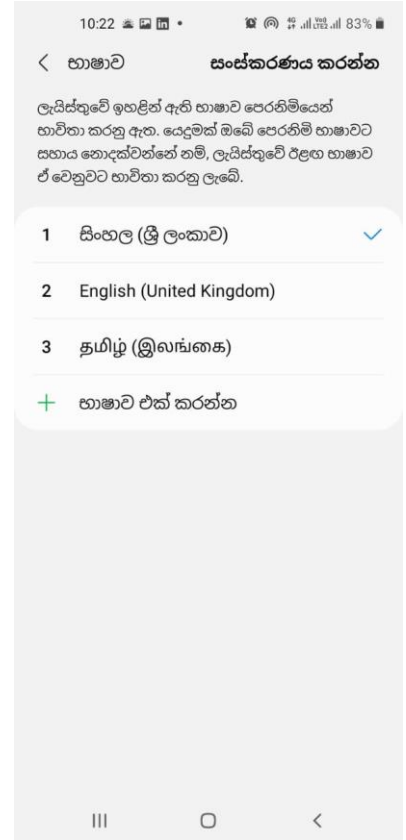 10:22 83%
භාෂාව සංස්කරණය කරන්න
ලැයිස්තුවේ ඉහළින් ඇති භාෂාව පෙරනිමියෙන්
භාවිතා කරනු ඇත. යෙදුමක් ඔබේ පෙරනිමි භාෂාවට
සහාය නොදක්වන්නේ නම්, ලැයිස්තුවේ ඊළඟ භාෂාව
ඒ වෙනුවට භාවිතා කරනු ලැබේ.
1 සිංහල (ශ්‍රී ලංකාව)
2 English (United Kingdom)
3 தமிழ் (இலங்கை)
+ භාෂාව එක් කරන්න